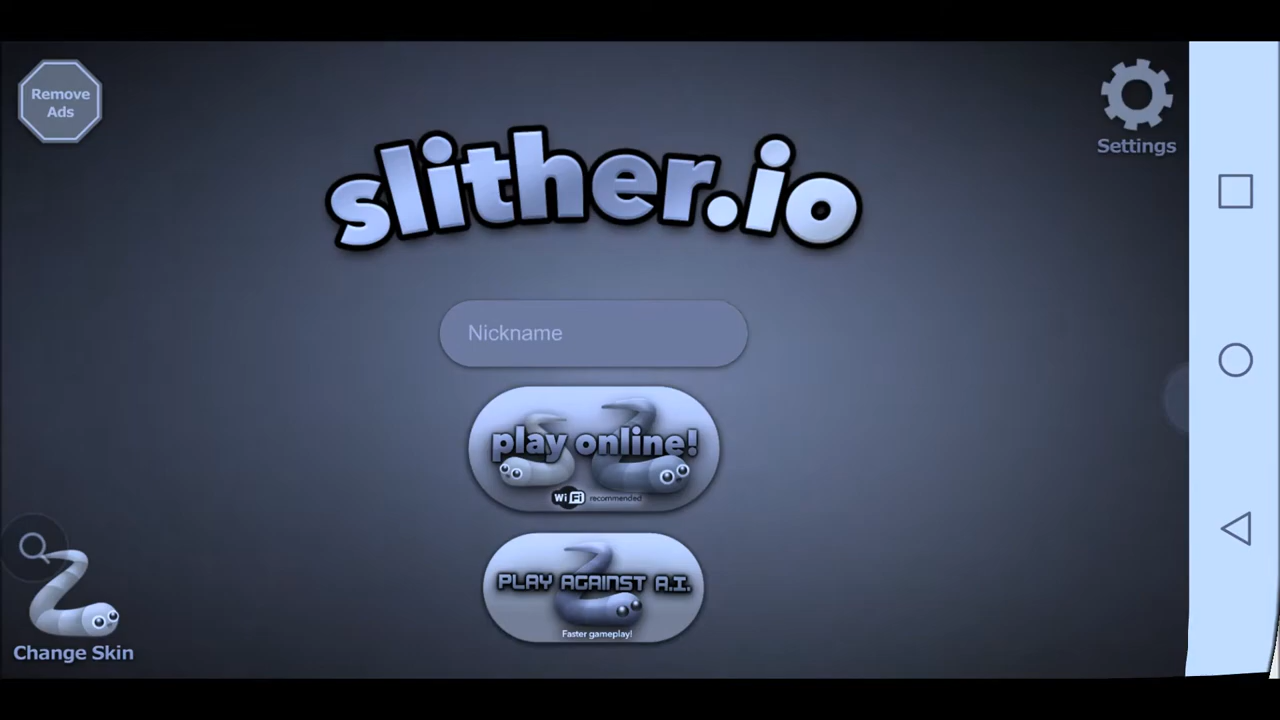 Remove
Ads
Settings
slither.io
Nickname
play online!
WiFi recommended
PLAY AGAINST A.I.
Faster gameplay!
Change Skin